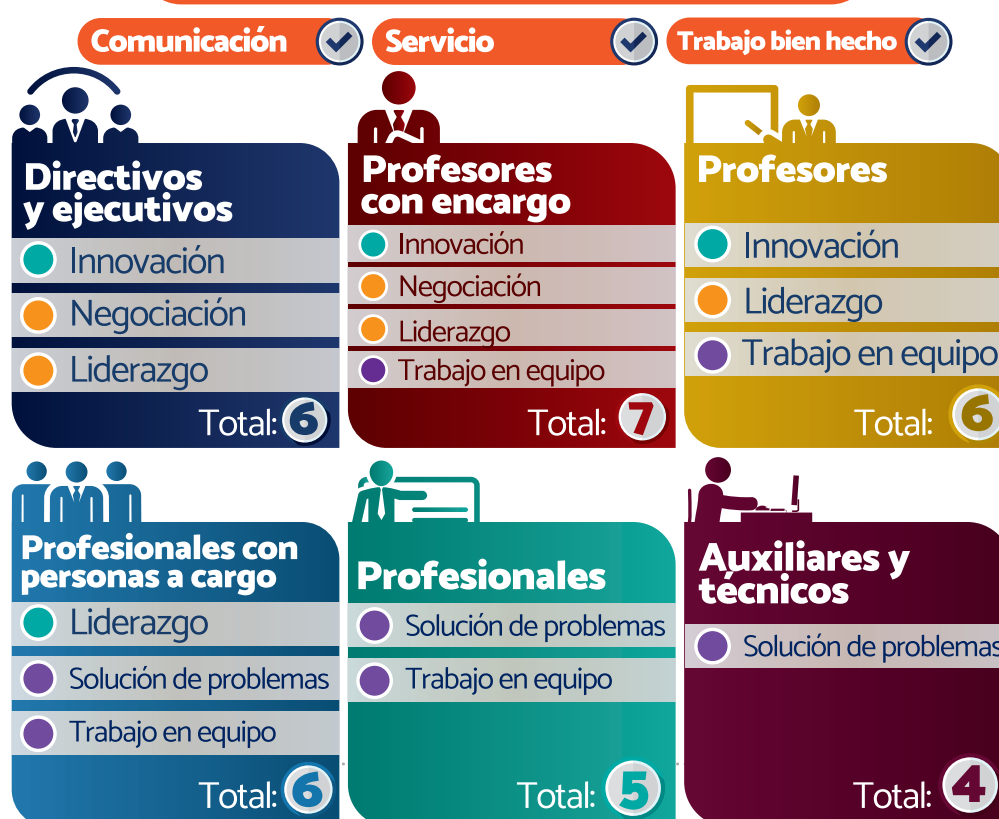 Comunicación
Servicio
Trabajo bien hecho
Directivos
y ejecutivos
Innovación
Negociación
Liderazgo
Total: 6
Profesores
con encargo
Innovación
Negociación
Liderazgo
Trabajo en equipo
Total: 7
Profesores
Innovación
Liderazgo
Trabajo en equipo
Total: 6
Profesionales con
personas a cargo
Liderazgo
Solución de problemas
Trabajo en equipo
Total: 6
Profesionales
Solución de problemas
Trabajo en equipo
Total: 5
Auxiliares y
técnicos
Solución de problemas
Total: 4